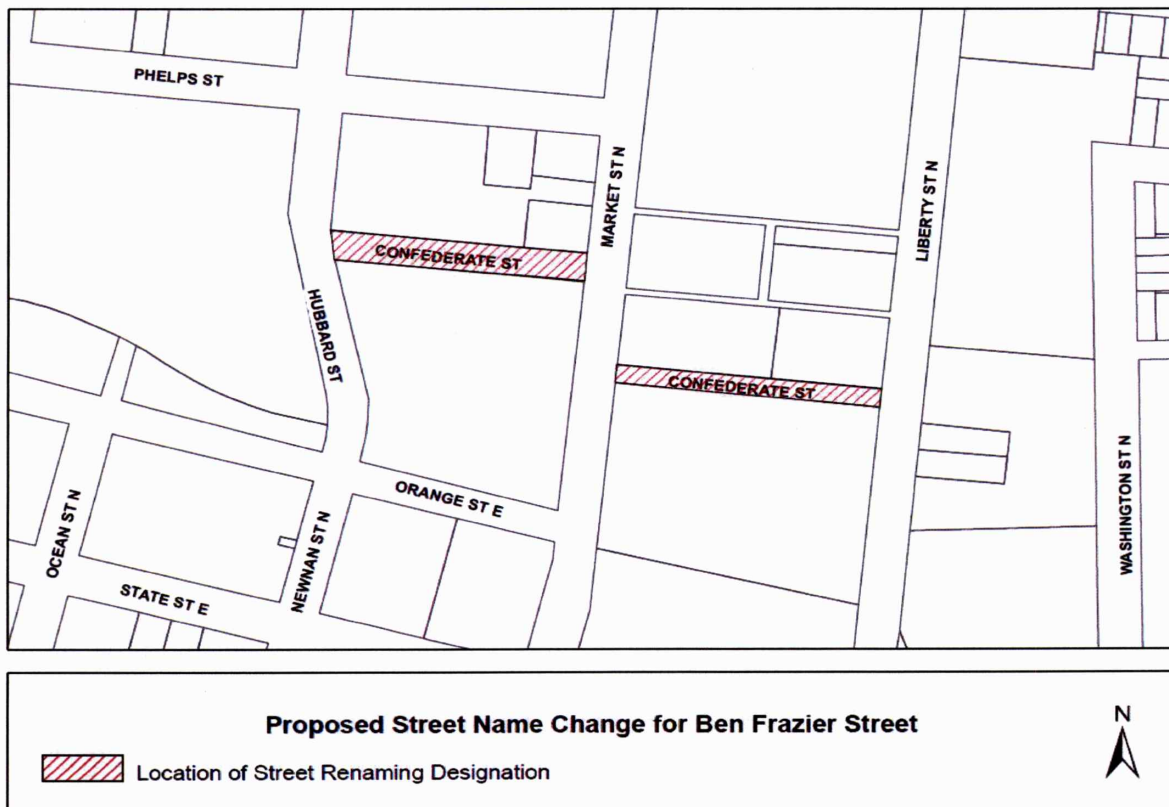 PHELPS ST
MARKET ST N
LIBERTY ST N
CONFEDERATE ST
HUBBARD ST
CONFEDERATE ST
ORANGE ST E
OCEAN ST N
NEWNAN ST N
WASHINGTON ST N
STATE ST E
Proposed Street Name Change for Ben Frazier Street
N
Location of Street Renaming Designation